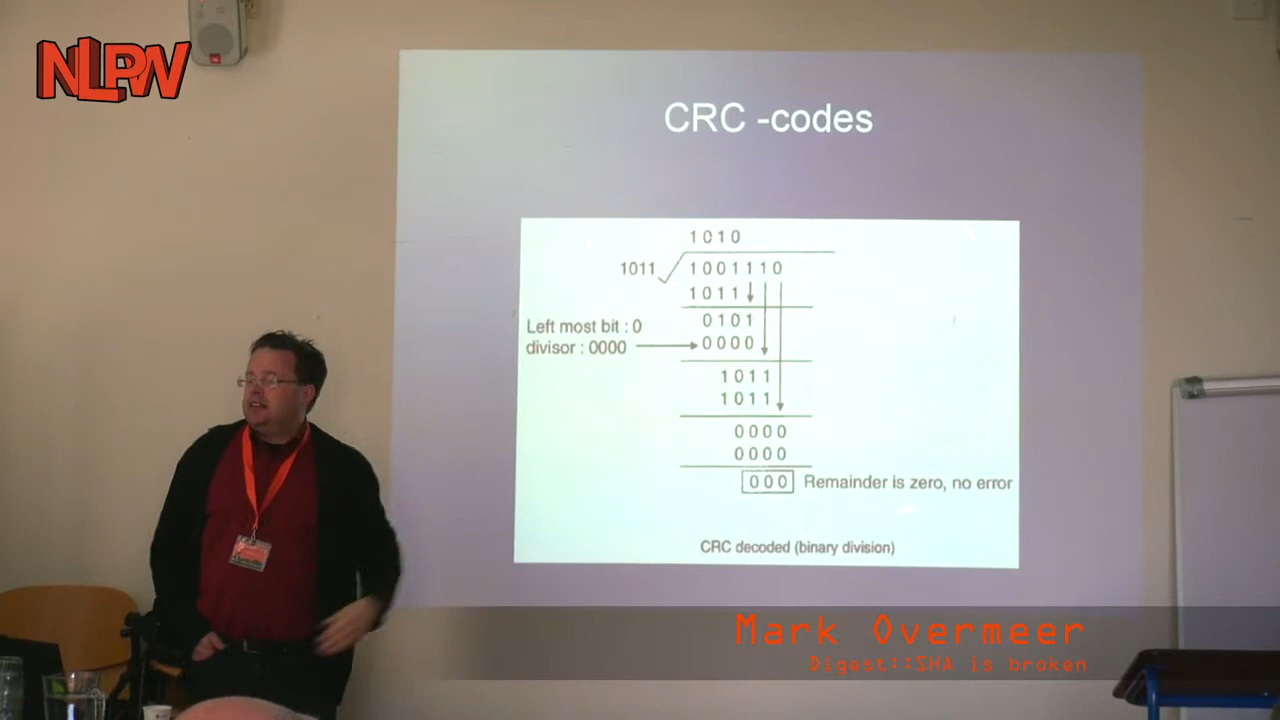 NLPW
CRC -codes
1010
1011 1001110
1011
0101
Left most bit : 0
divisor : 0000 0000
1011
1011
0000
0000
000 Remainder is zero, no error
CRC decoded (binary division)
Mark Overmeer
Digest::SHA is broken